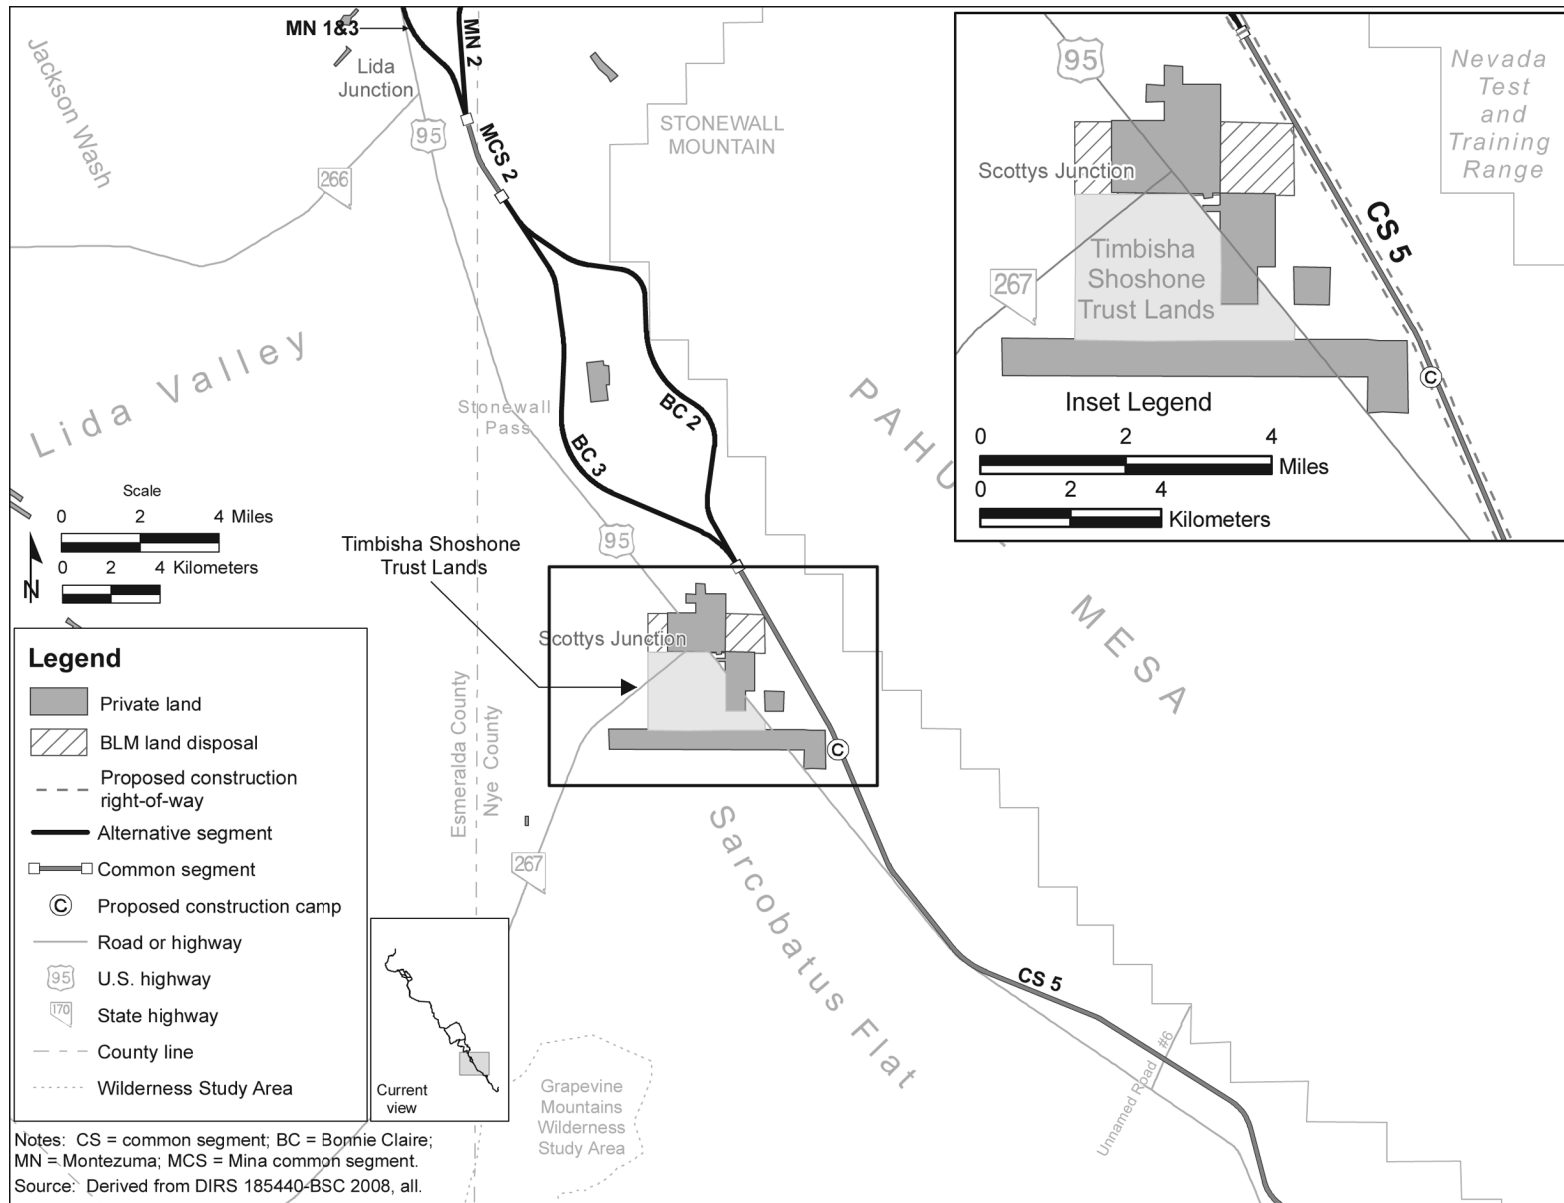 MN 1&3
MN 2
Lida
Junction
Jackson Wash
95
MCS 2
STONEWALL
MOUNTAIN
266
Lida Valley
Stonewall
Pass
BC 2
BC 3
PAHU
MESA
Scale
0 2 4 Miles
0 2 4 Kilometers
N
95
Timbisha Shoshone
Trust Lands
Scottys Junction
Esmeralda County
Nye County
C
267
Sarcobatus Flat
CS 5
Unnamed Road #6
Grapevine
Mountains
Wilderness
Study Area
95
Nevada
Test
and
Training
Range
Scottys Junction
CS 5
Timbisha
Shoshone
Trust Lands
267
C
Inset Legend
0 2 4
Miles
0 2 4
Kilometers
Legend
Private land
BLM land disposal
Proposed construction
right-of-way
Alternative segment
Common segment
C Proposed construction camp
Road or highway
95 U.S. highway
170 State highway
County line
Wilderness Study Area
Current
view
Notes: CS = common segment; BC = Bonnie Claire;
MN = Montezuma; MCS = Mina common segment.
Source: Derived from DIRS 185440-BSC 2008, all.